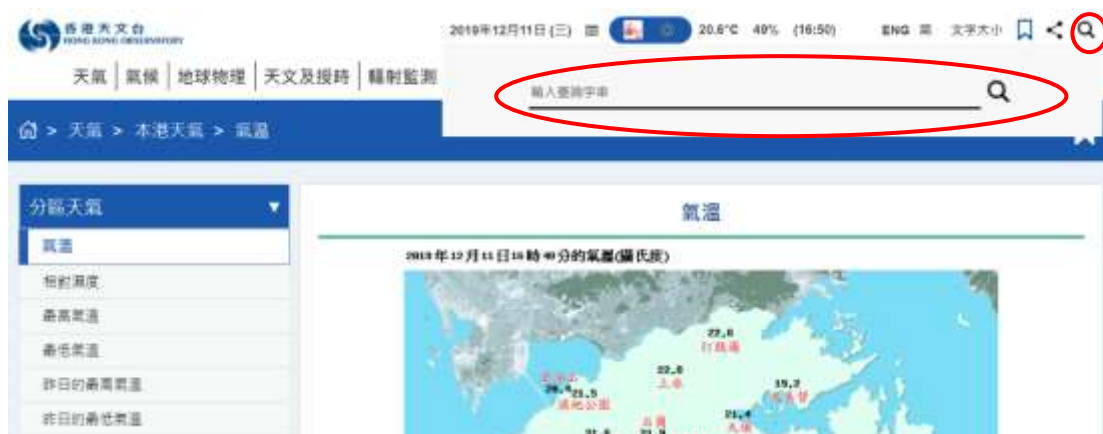 香港天文台
HONG KONG OBSERVATORY
2019年12月11日(三) 20.6°C 49% (16:50) ENG 简 文字大小
天氣 | 氣候 | 地球物理 | 天文及授時 | 輻射監測
輸入查詢字串
> 天氣 > 本港天氣 > 氣溫
分區天氣
氣溫
氣溫
相對濕度
最高氣溫
最低氣溫
昨日的最高氣溫
昨日的最低氣溫
2019年12月11日16時40分的氣溫(攝氏度)
22.0
打鼓嶺
22.0
上水
21.5
濕地公園
21.4
大埔